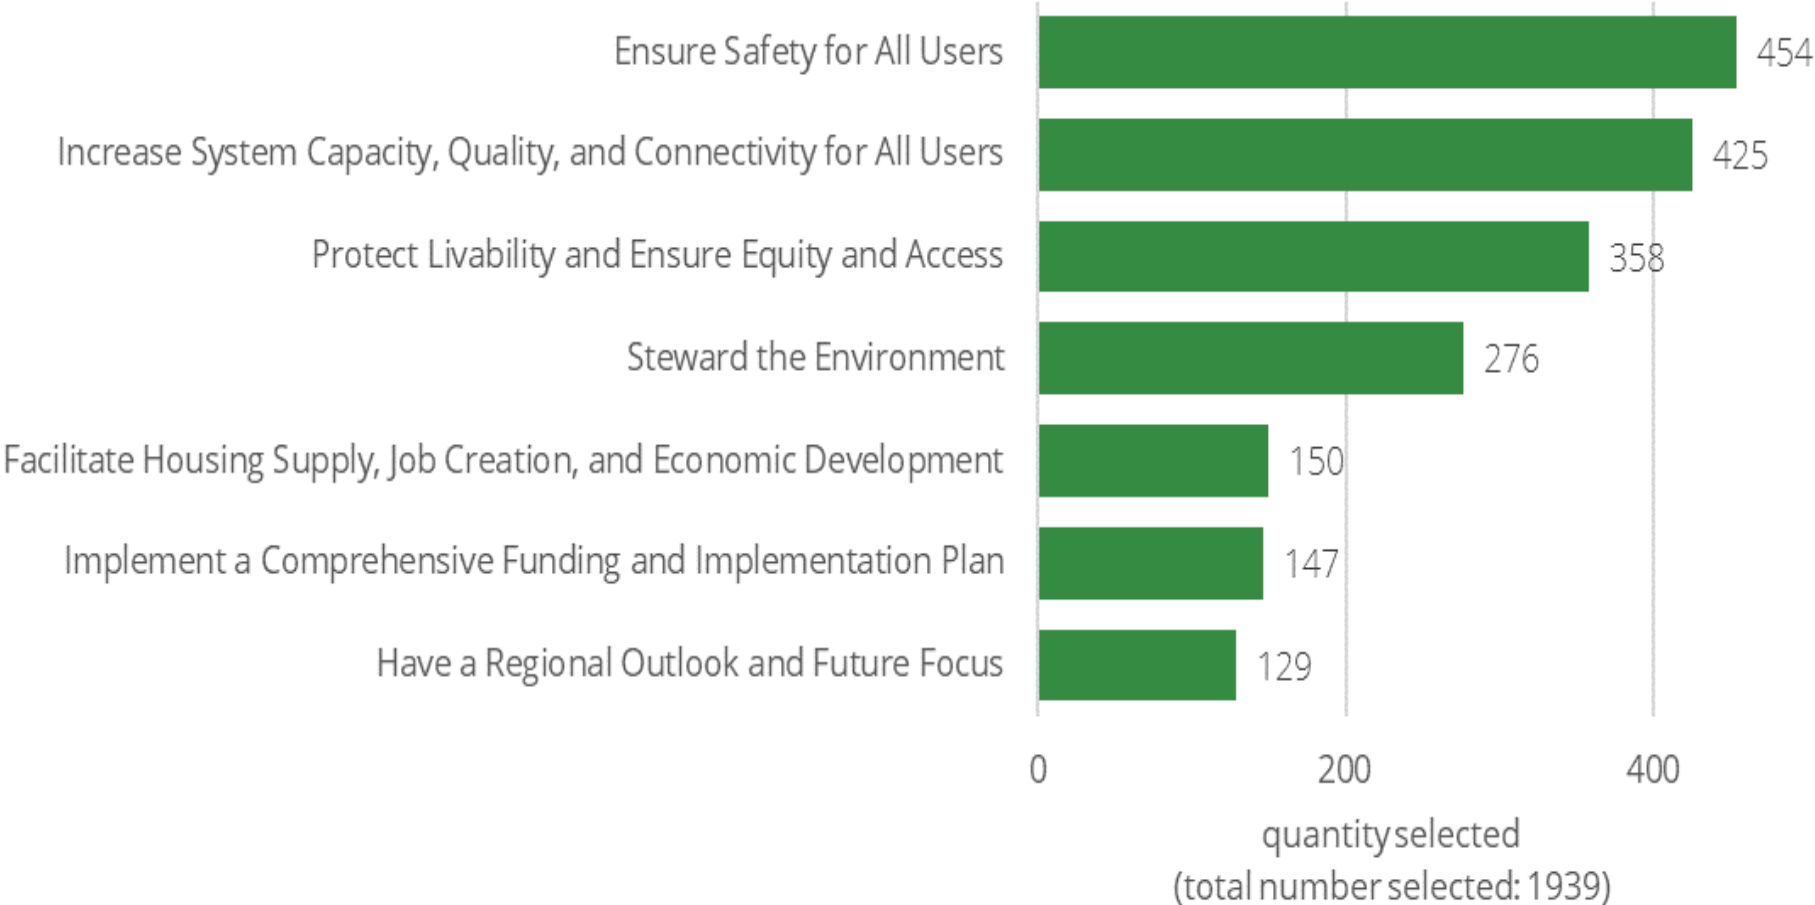 Ensure Safety for All Users 454
Increase System Capacity, Quality, and Connectivity for All Users 425
Protect Livability and Ensure Equity and Access 358
Steward the Environment 276
Facilitate Housing Supply, Job Creation, and Economic Development 150
Implement a Comprehensive Funding and Implementation Plan 147
Have a Regional Outlook and Future Focus 129
0 200 400
quantity selected
(total number selected: 1939)